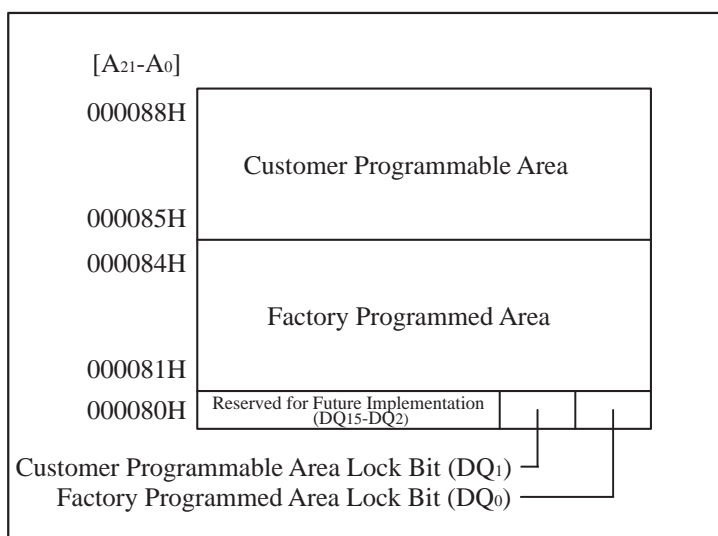 [A21-A0]
000088H
Customer Programmable Area
000085H
000084H
Factory Programmed Area
000081H
000080H
Reserved for Future Implementation
(DQ15-DQ2)
Customer Programmable Area Lock Bit (DQ1)
Factory Programmed Area Lock Bit (DQ0)